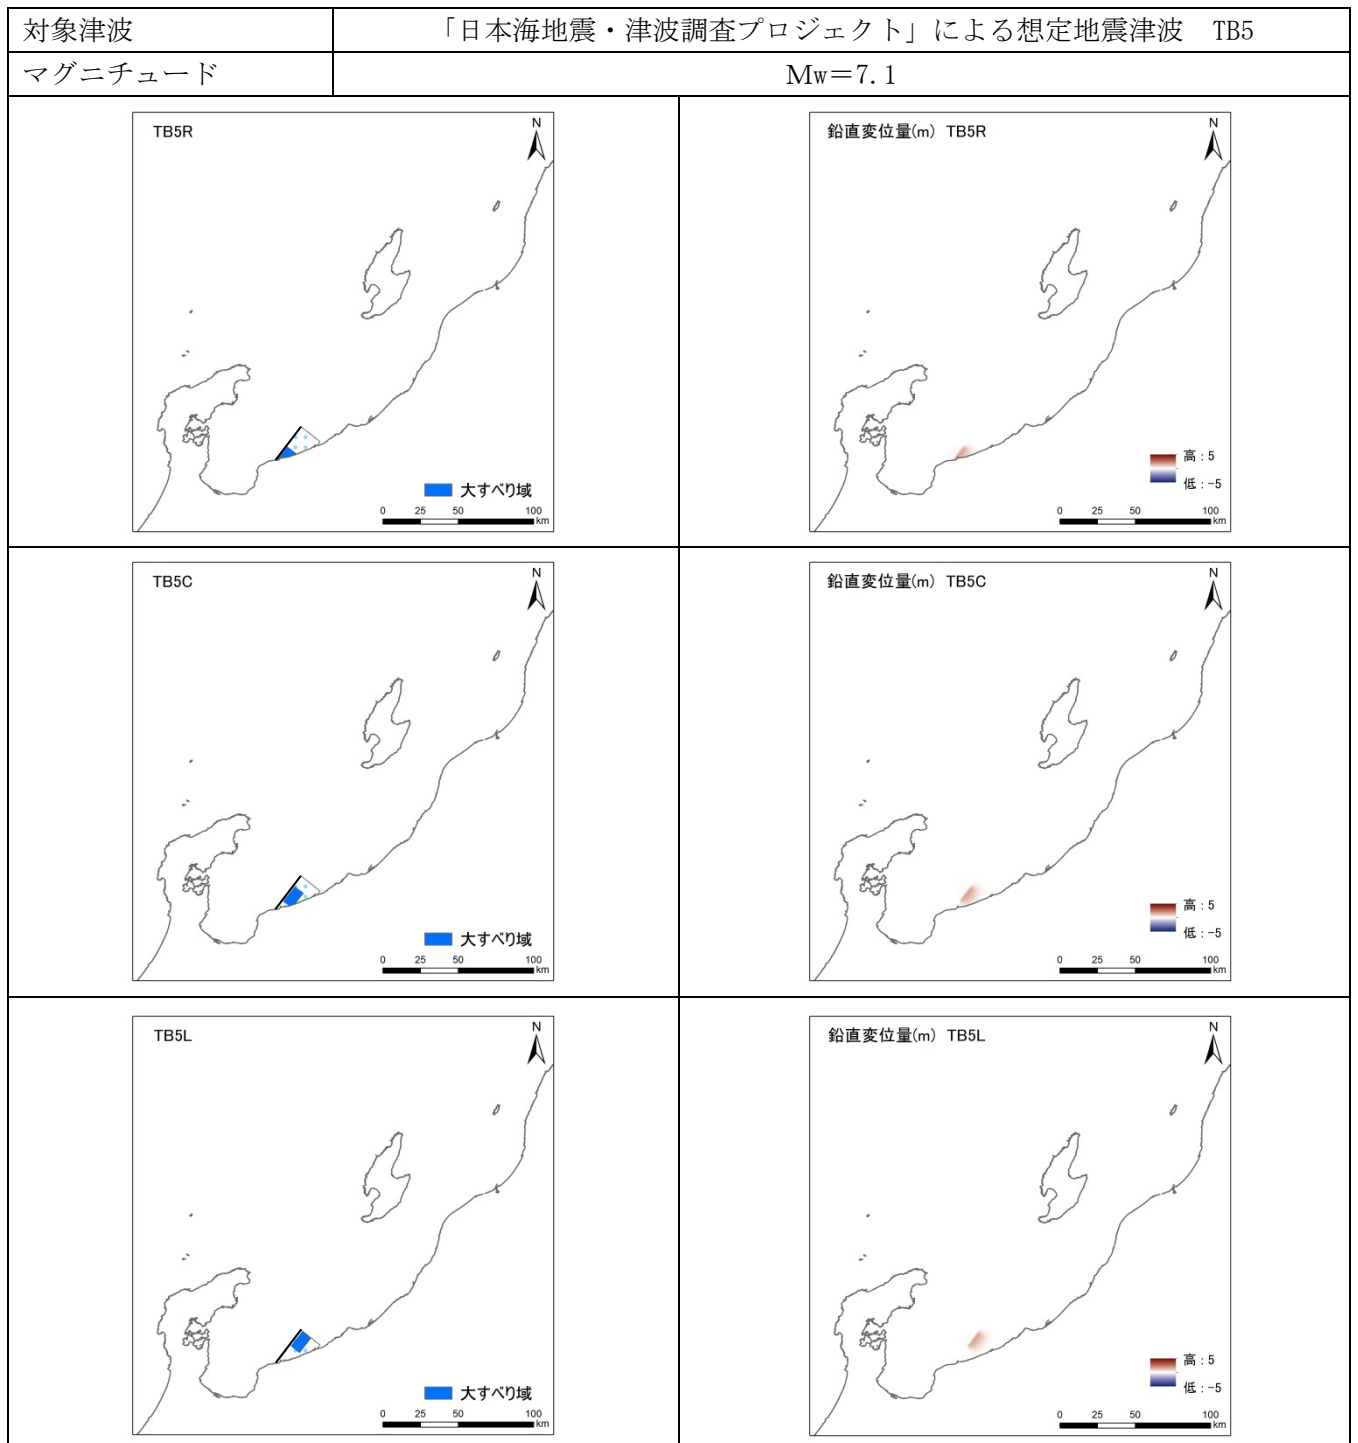 対象津波
「日本海地震・津波調査プロジェクト」による想定地震津波　TB5
マグニチュード
Mw＝7.1
TB5R
N
大すべり域
0 25 50 100
km
鉛直変位量(m) TB5R
N
高 : 5
低 : -5
0 25 50 100
km
TB5C
N
大すべり域
0 25 50 100
km
鉛直変位量(m) TB5C
N
高 : 5
低 : -5
0 25 50 100
km
TB5L
N
大すべり域
0 25 50 100
km
鉛直変位量(m) TB5L
N
高 : 5
低 : -5
0 25 50 100
km